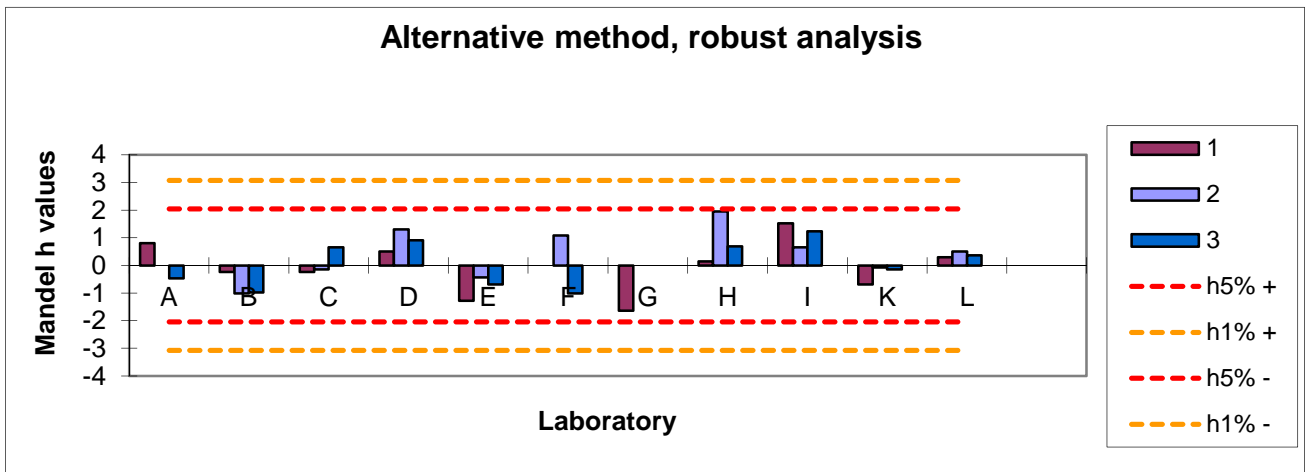 Alternative method, robust analysis
Mandel h values
4
3
2
1
0
-1
-2
-3
-4
A B C D E F G H I K L
Laboratory
1
2
3
h5% +
h1% +
h5% -
h1% -